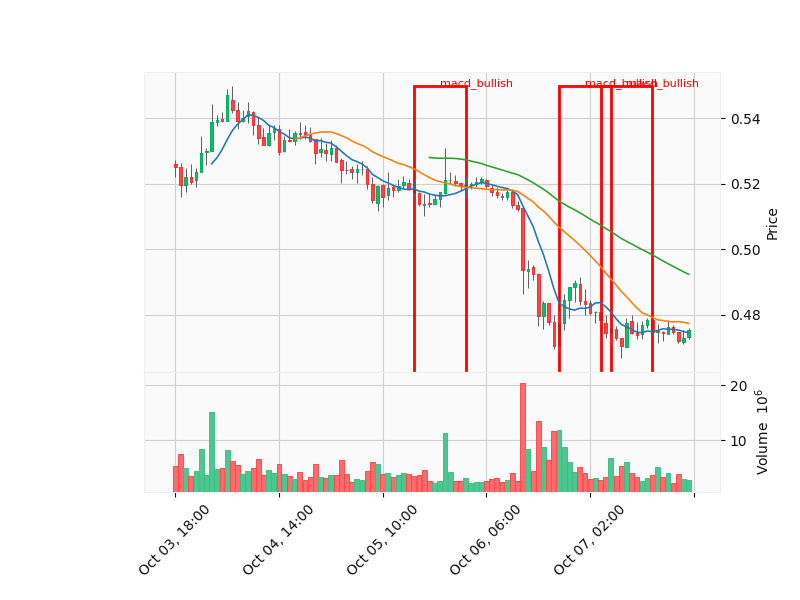 macd_bullish
macd_bullish
macd_bullish
0.54
0.52
0.50
0.48
Price
20
10
Volume 10^6
Oct 03, 18:00
Oct 04, 14:00
Oct 05, 10:00
Oct 06, 06:00
Oct 07, 02:00